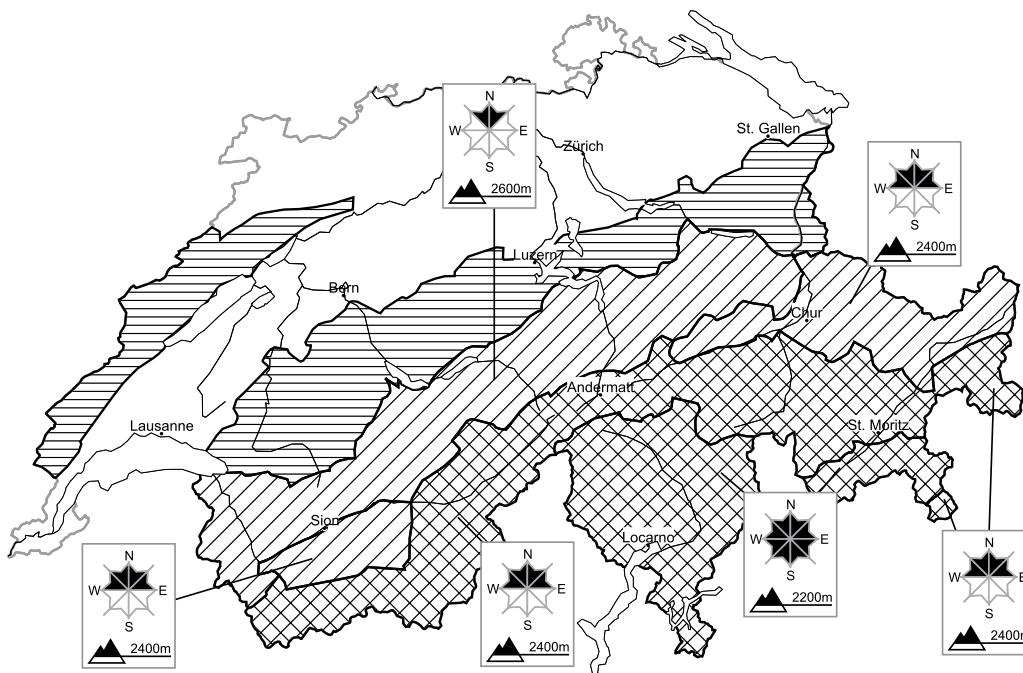 N
W E
S
2600m
St. Gallen
Zürich
N
W E
S
2400m
Luzern
Bern
Chur
Andermatt
Lausanne
St. Moritz
Sion
Locarno
N
W E
S
2200m
N
W E
S
2400m
N
W E
S
2400m
N
W E
S
2400m